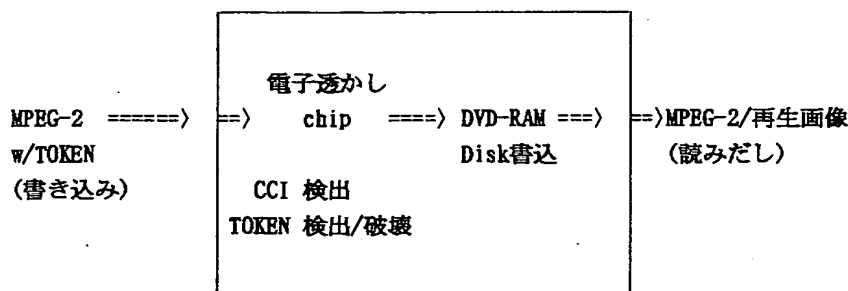 電子透かし
MPEG-2 ======> ==> chip ====> DVD-RAM ===> ==>MPEG-2/再生画像
w/TOKEN Disk書込 (読みだし)
(書き込み) CCI 検出
TOKEN 検出/破壊